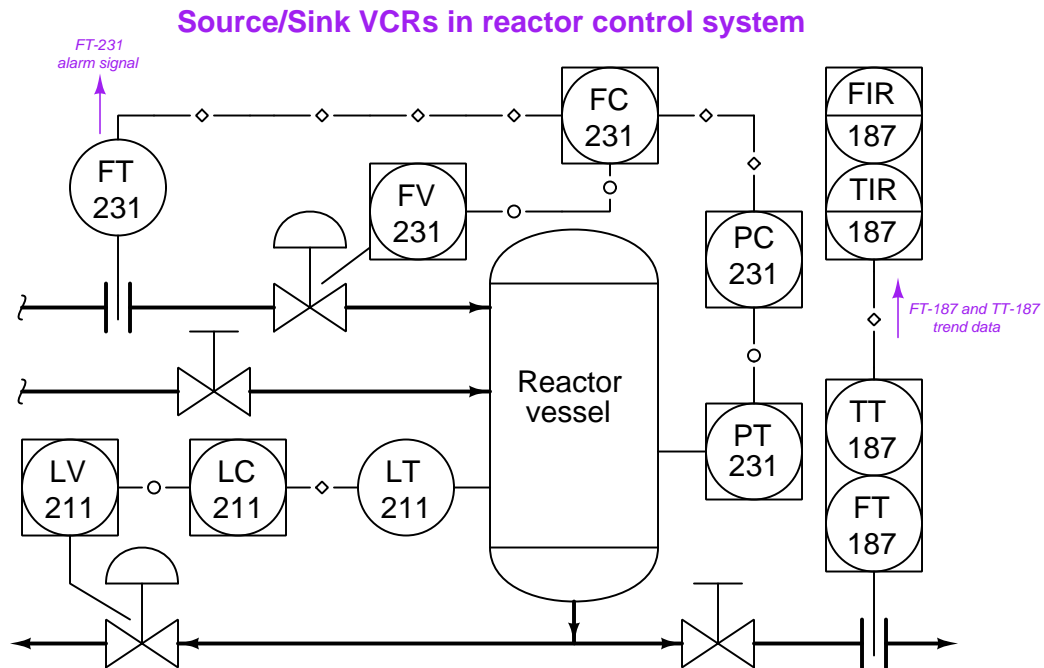 Source/Sink VCRs in reactor control system
FT-231
alarm signal
FT
231
FC
231
FIR
187
TIR
187
FV
231
PC
231
FT-187 and TT-187
trend data
Reactor
vessel
PT
231
TT
187
FT
187
LV
211
LC
211
LT
211